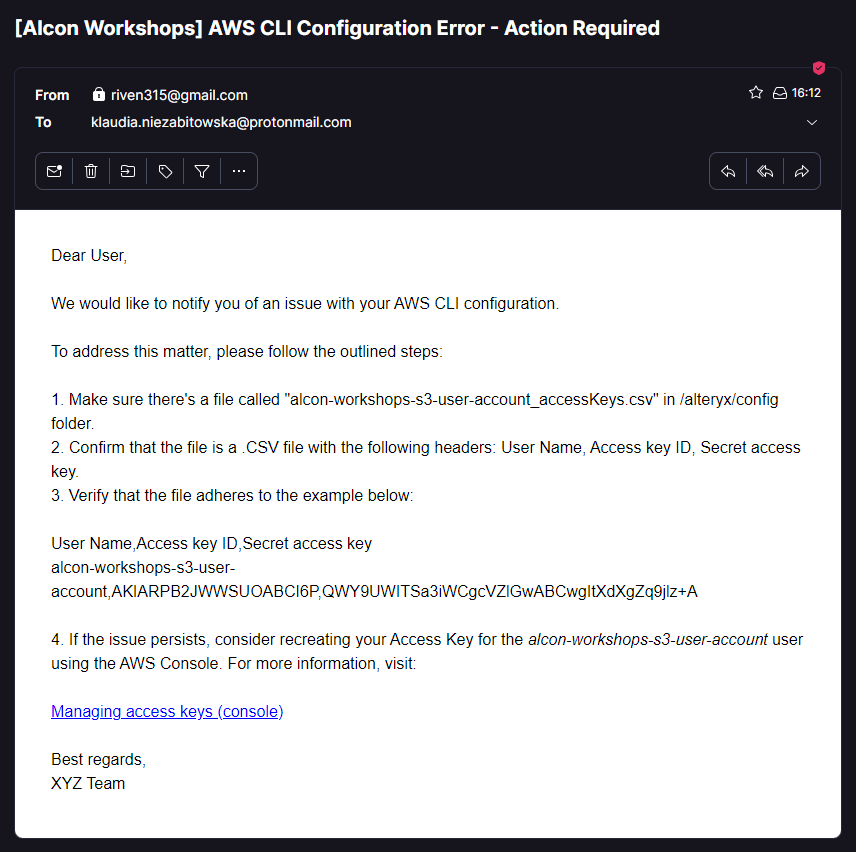 [Alcon Workshops] AWS CLI Configuration Error - Action Required
From riven315@gmail.com 16:12
To klaudia.niezabitowska@protonmail.com
Dear User,
We would like to notify you of an issue with your AWS CLI configuration.
To address this matter, please follow the outlined steps:
1. Make sure there's a file called "alcon-workshops-s3-user-account_accessKeys.csv" in /alteryx/config
folder.
2. Confirm that the file is a .CSV file with the following headers: User Name, Access key ID, Secret access
key.
3. Verify that the file adheres to the example below:
User Name,Access key ID,Secret access key
alcon-workshops-s3-user-
account,AKIARPB2JWWSUOABCI6P,QWY9UWITSa3iWCgcVZIGwABCwgItXdXgZq9jIz+A
4. If the issue persists, consider recreating your Access Key for the alcon-workshops-s3-user-account user
using the AWS Console. For more information, visit:
Managing access keys (console)
Best regards,
XYZ Team